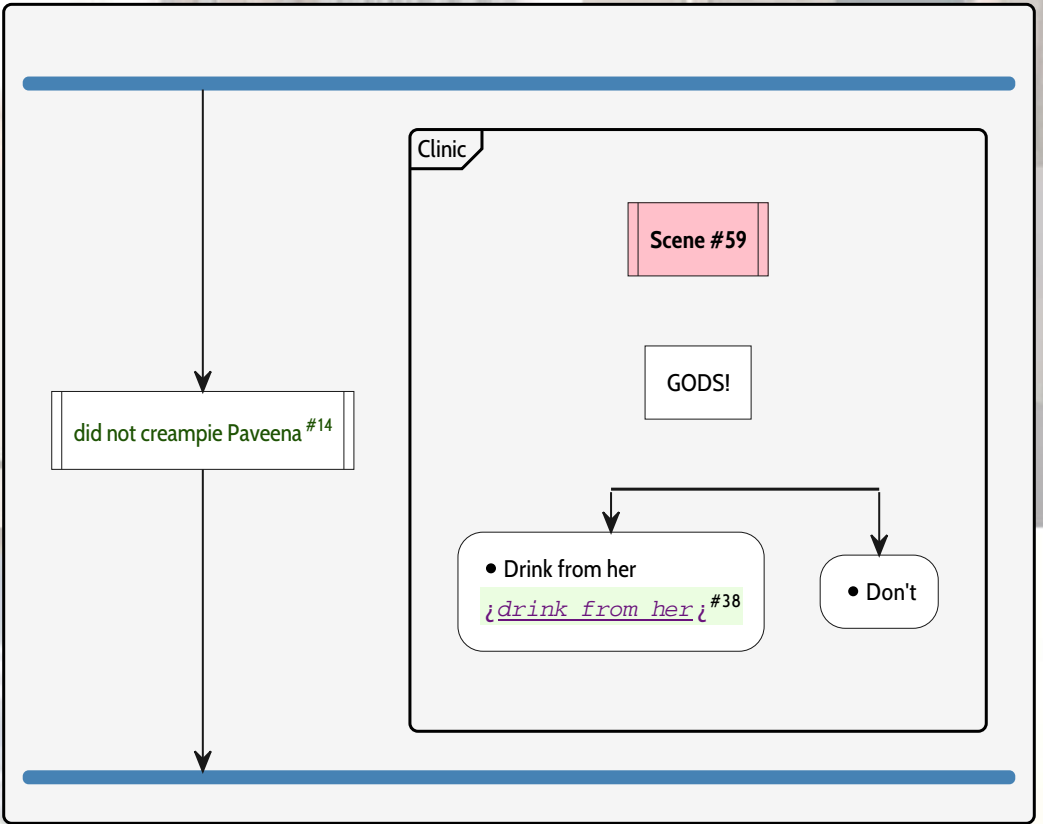 Clinic
Scene #59
GODS!
did not creampie Paveena #14
• Drink from her
¿drink from her¿#38
• Don't